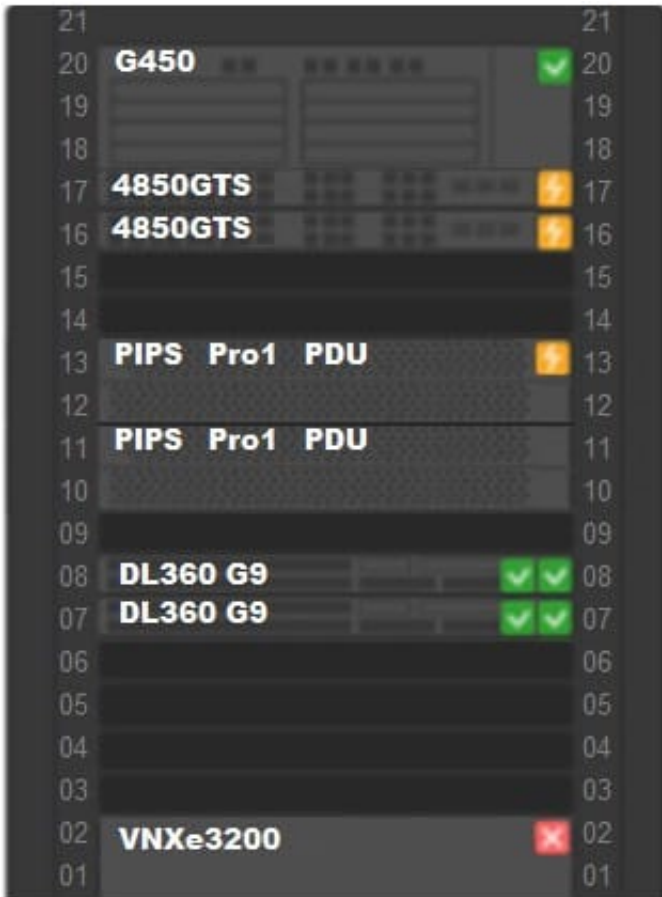 21 21
20 G450 20
19 19
18 18
17 4850GTS 17
16 4850GTS 16
15 15
14 14
13 PIPS Pro1 PDU 13
12 12
11 PIPS Pro1 PDU 11
10 10
09 09
08 DL360 G9 08
07 DL360 G9 07
06 06
05 05
04 04
03 03
02 VNXe3200 02
01 01